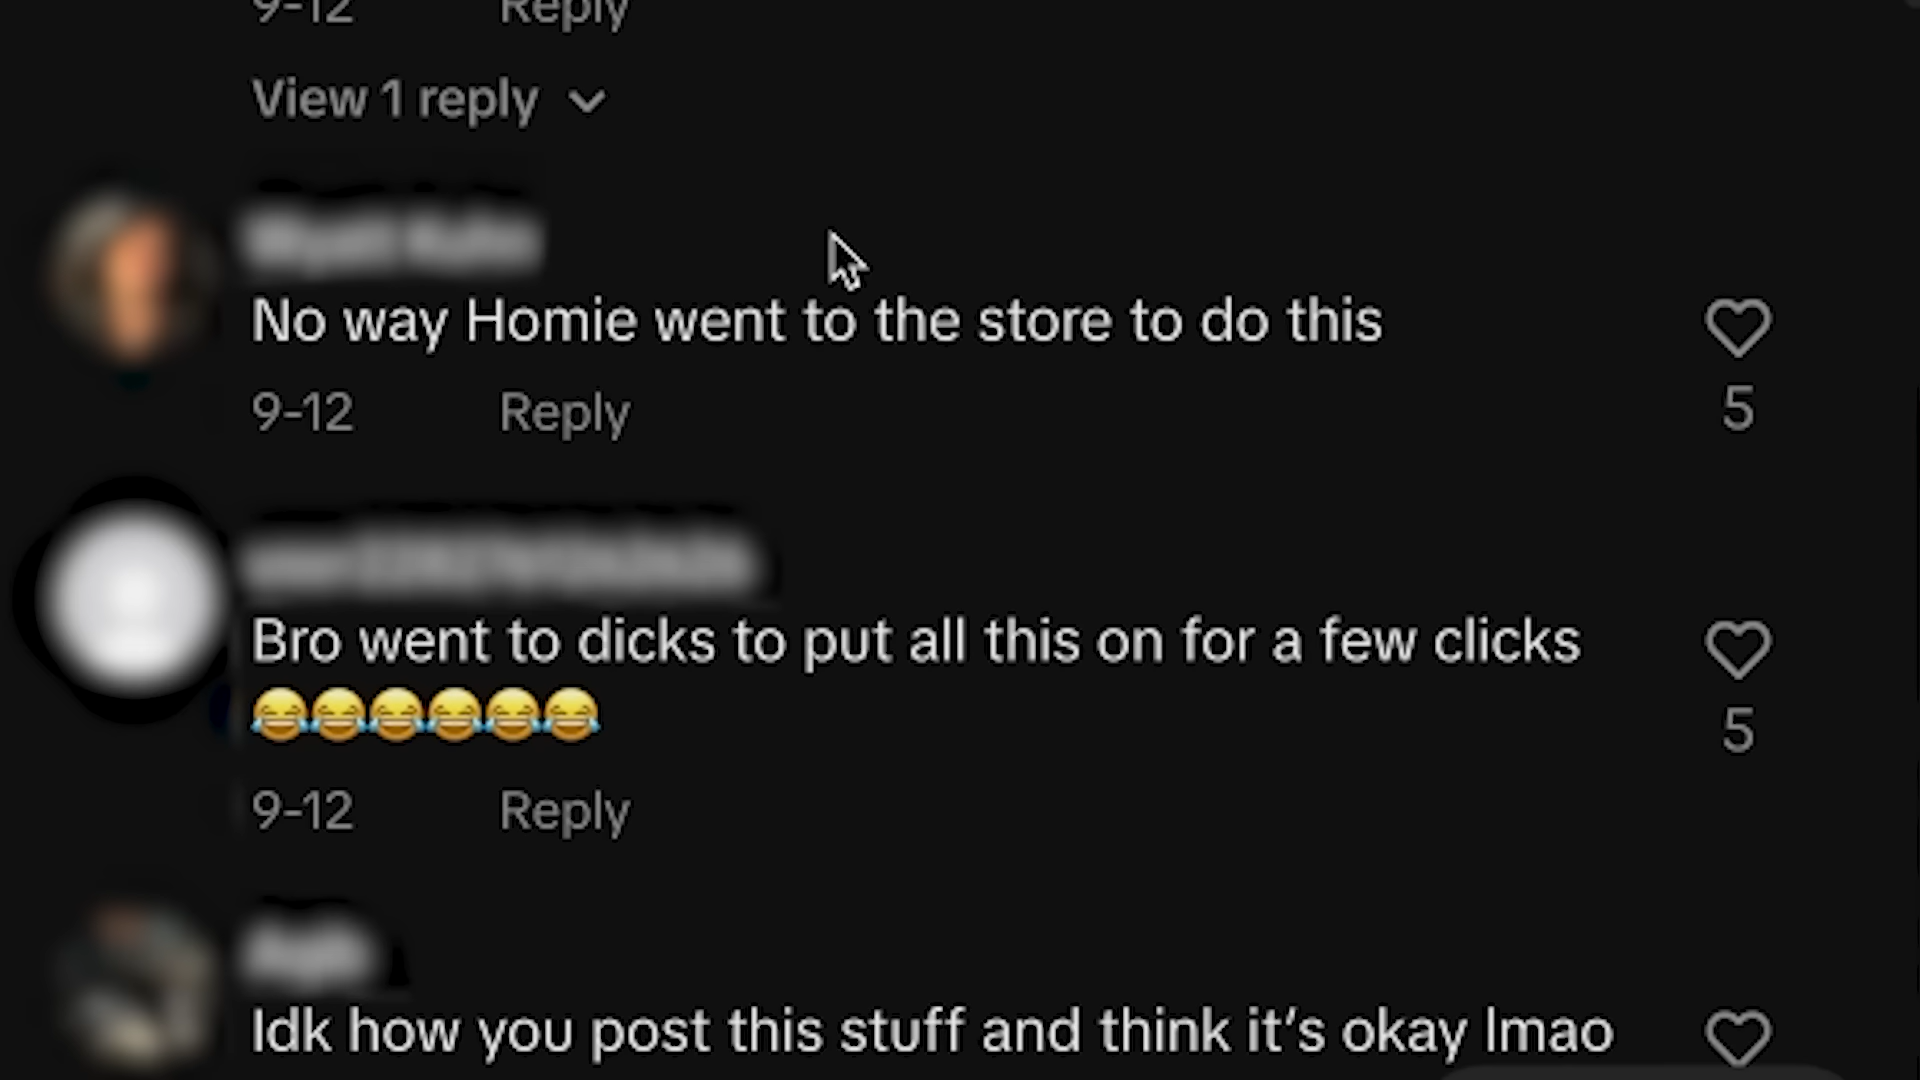 9-12 Reply
View 1 reply
No way Homie went to the store to do this
9-12 Reply
5
Bro went to dicks to put all this on for a few clicks
😂😂😂😂😂😂
5
9-12 Reply
Idk how you post this stuff and think it’s okay lmao